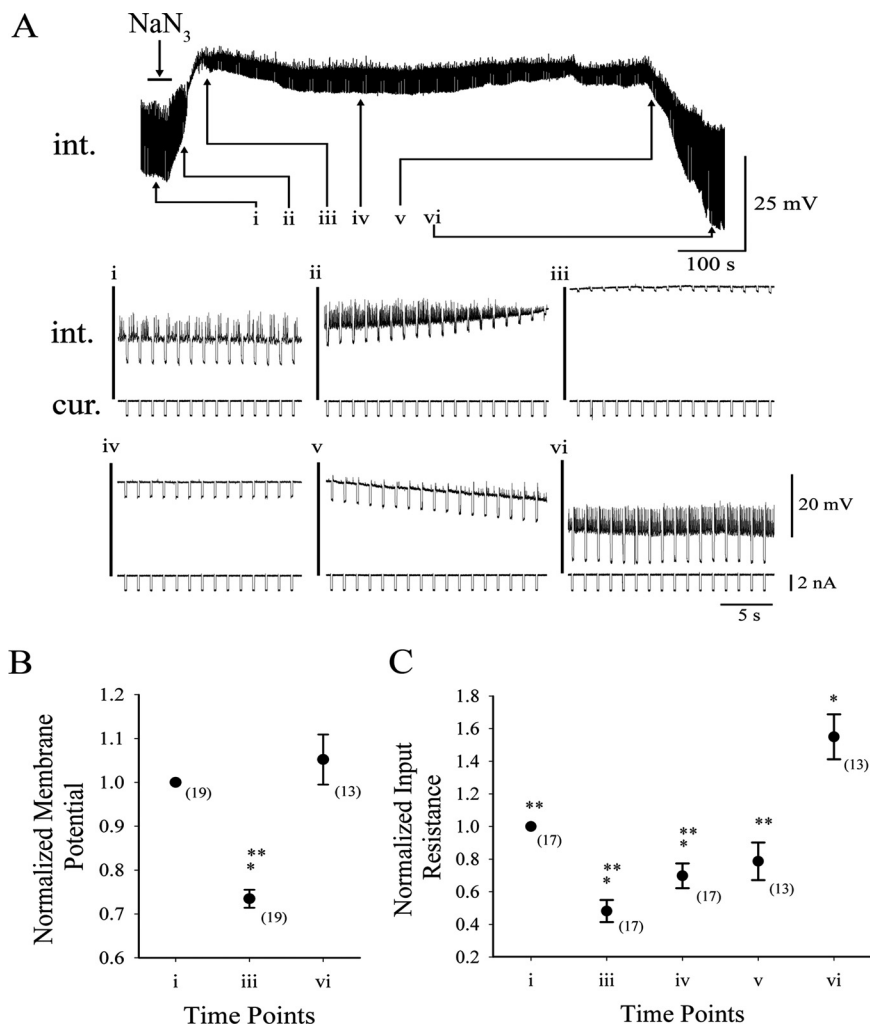 A
NaN3
int.
i ii iii iv v vi
25 mV
100 s
i ii iii
int.
cur.
iv v vi
20 mV
2 nA
5 s
B
Normalized Membrane
Potential
1.2
1.1
1.0
0.9
0.8
0.7
0.6
(19)
**
*
(19)
(13)
i iii vi
Time Points
C
Normalized Input
Resistance
1.8
1.6
1.4
1.2
1.0
0.8
0.6
0.4
0.2
**
(17)
**
*
(17)
**
*
(17)
**
(13)
*
(13)
i iii iv v vi
Time Points